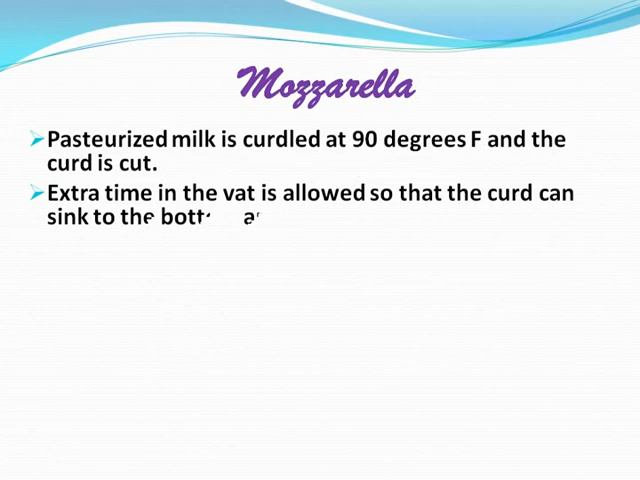 Mozzarella
Pasteurized milk is curdled at 90 degrees F and the
curd is cut.
Extra time in the vat is allowed so that the curd can
sink to the